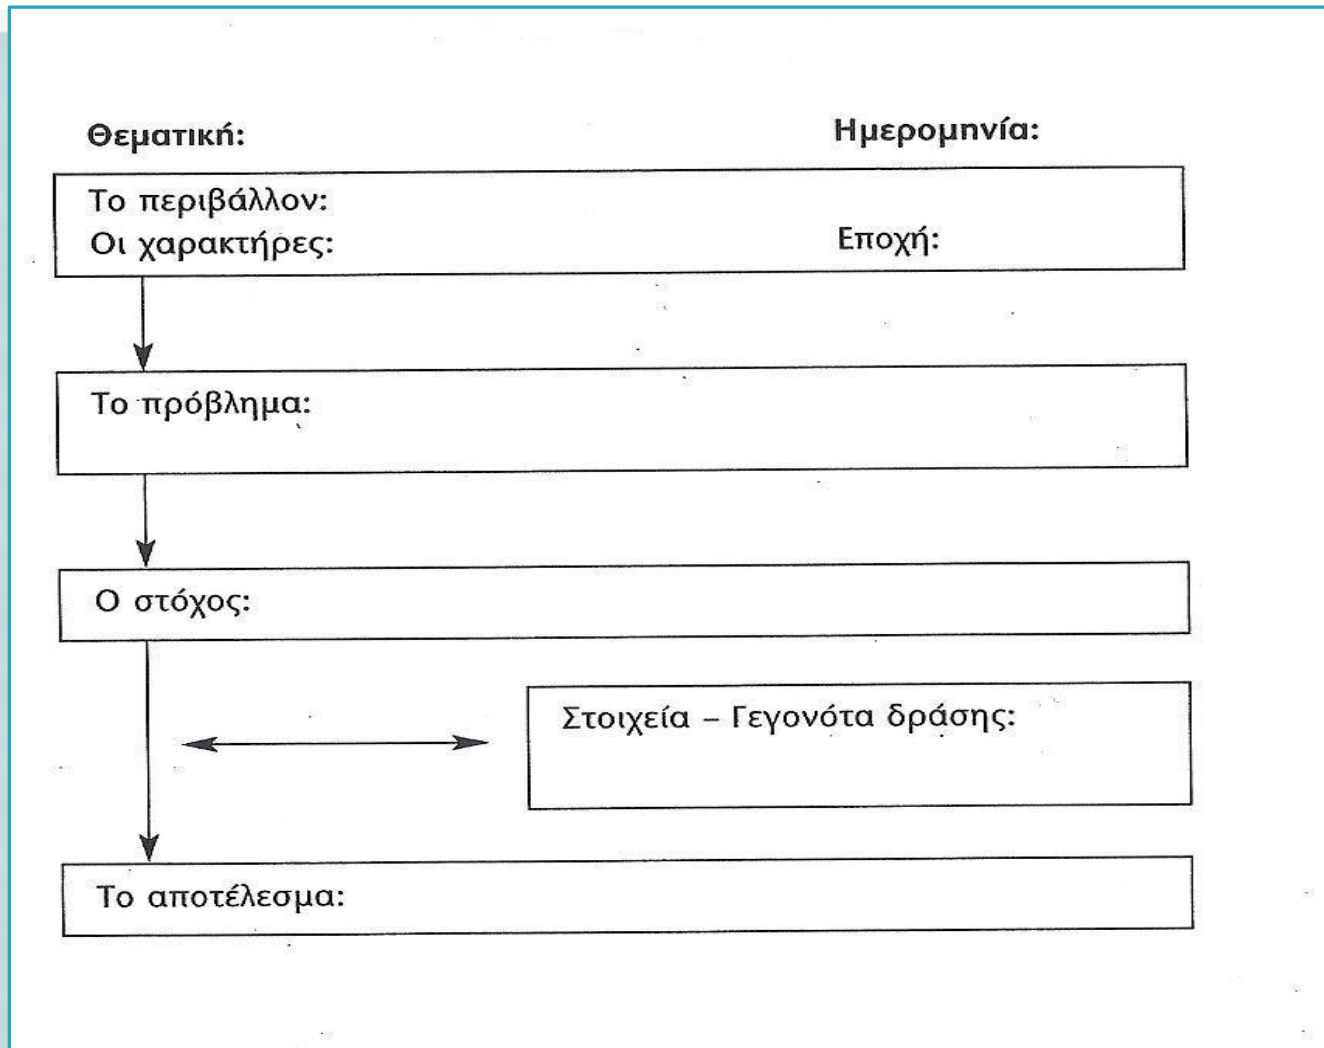 Θεματική: Ημερομηνία:
Το περιβάλλον:
Οι χαρακτήρες: Εποχή:
Το πρόβλημα:
Ο στόχος:
Στοιχεία – Γεγονότα δράσης:
Το αποτέλεσμα: